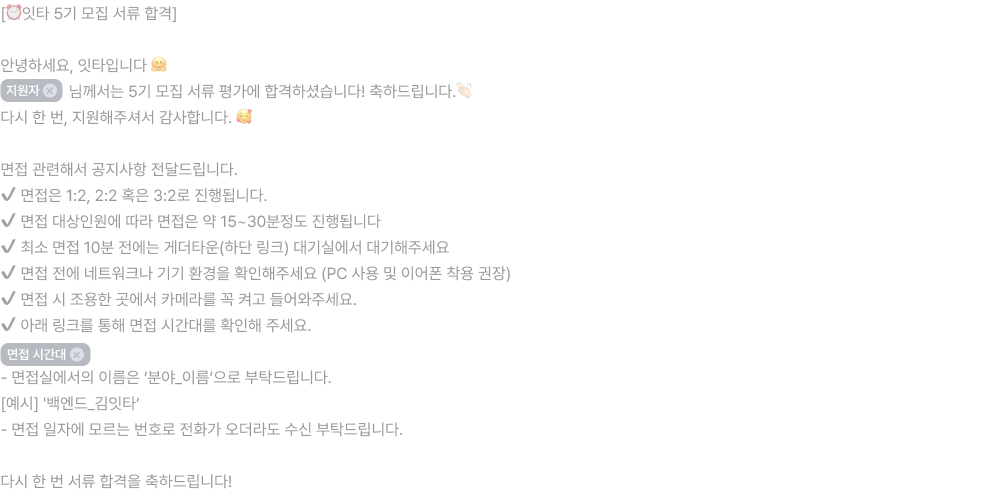 [⏰잇타 5기 모집 서류 합격]
안녕하세요, 잇타입니다 🤗
지원자 ✕ 님께서는 5기 모집 서류 평가에 합격하셨습니다! 축하드립니다.👏🏻
다시 한 번, 지원해주셔서 감사합니다. 🥰
면접 관련해서 공지사항 전달드립니다.
✔ 면접은 1:2, 2:2 혹은 3:2로 진행됩니다.
✔ 면접 대상인원에 따라 면접은 약 15~30분정도 진행됩니다
✔ 최소 면접 10분 전에는 게더타운(하단 링크) 대기실에서 대기해주세요
✔ 면접 전에 네트워크나 기기 환경을 확인해주세요 (PC 사용 및 이어폰 착용 권장)
✔ 면접 시 조용한 곳에서 카메라를 꼭 켜고 들어와주세요.
✔ 아래 링크를 통해 면접 시간대를 확인해 주세요.
면접 시간대 ✕
- 면접실에서의 이름은 ‘분야_이름’으로 부탁드립니다.
[예시] '백엔드_김잇타’
- 면접 일자에 모르는 번호로 전화가 오더라도 수신 부탁드립니다.
다시 한 번 서류 합격을 축하드립니다!